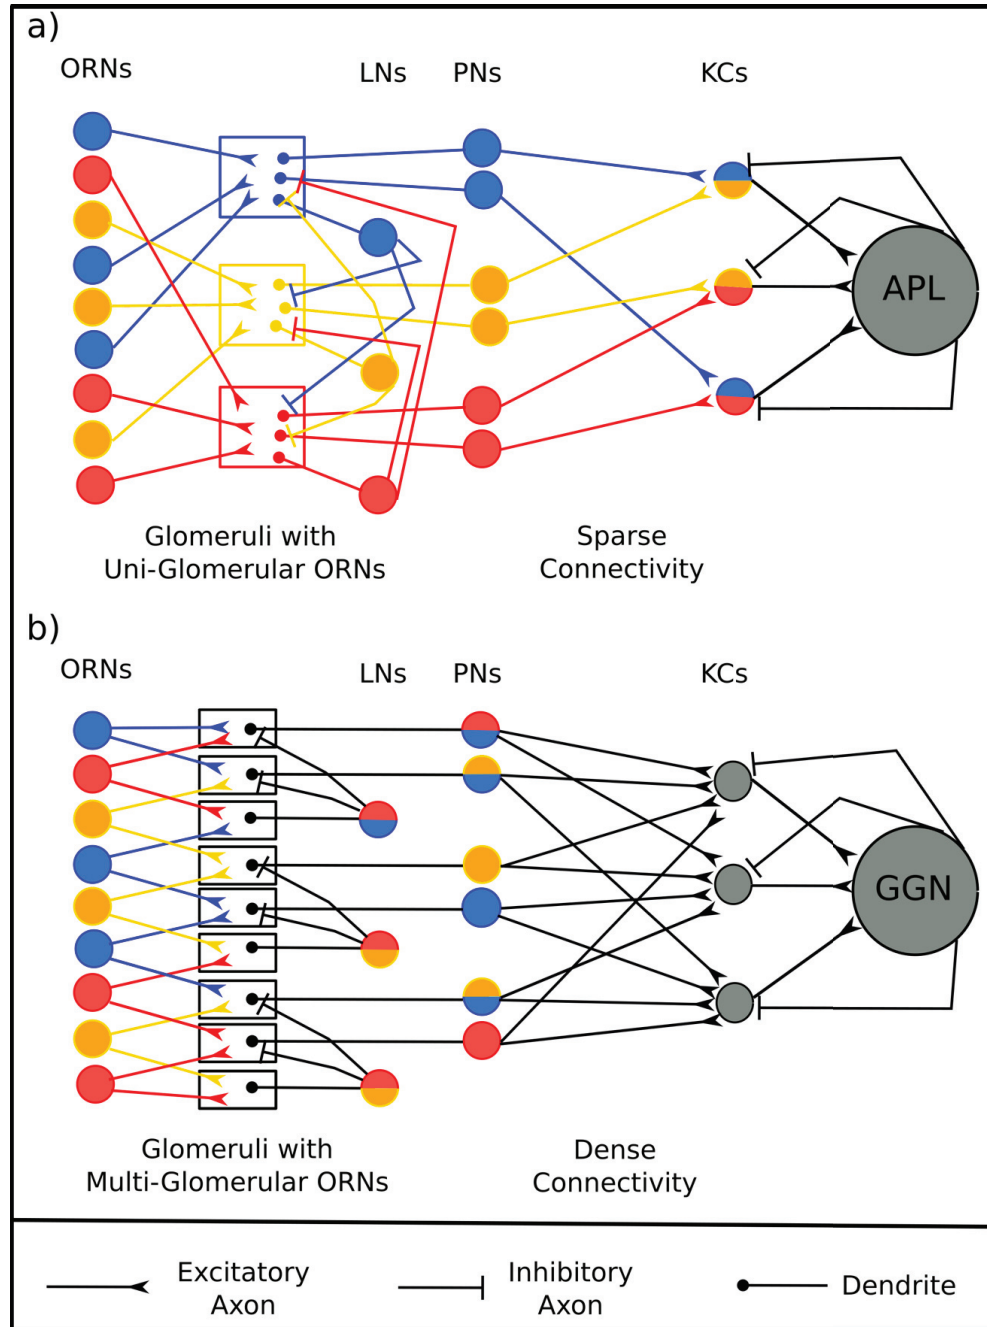 a)
ORNs
LNs
PNs
KCs
APL
Glomeruli with
Uni-Glomerular ORNs
Sparse
Connectivity
b)
ORNs
LNs
PNs
KCs
GGN
Glomeruli with
Multi-Glomerular ORNs
Dense
Connectivity
Excitatory
Axon
Inhibitory
Axon
Dendrite